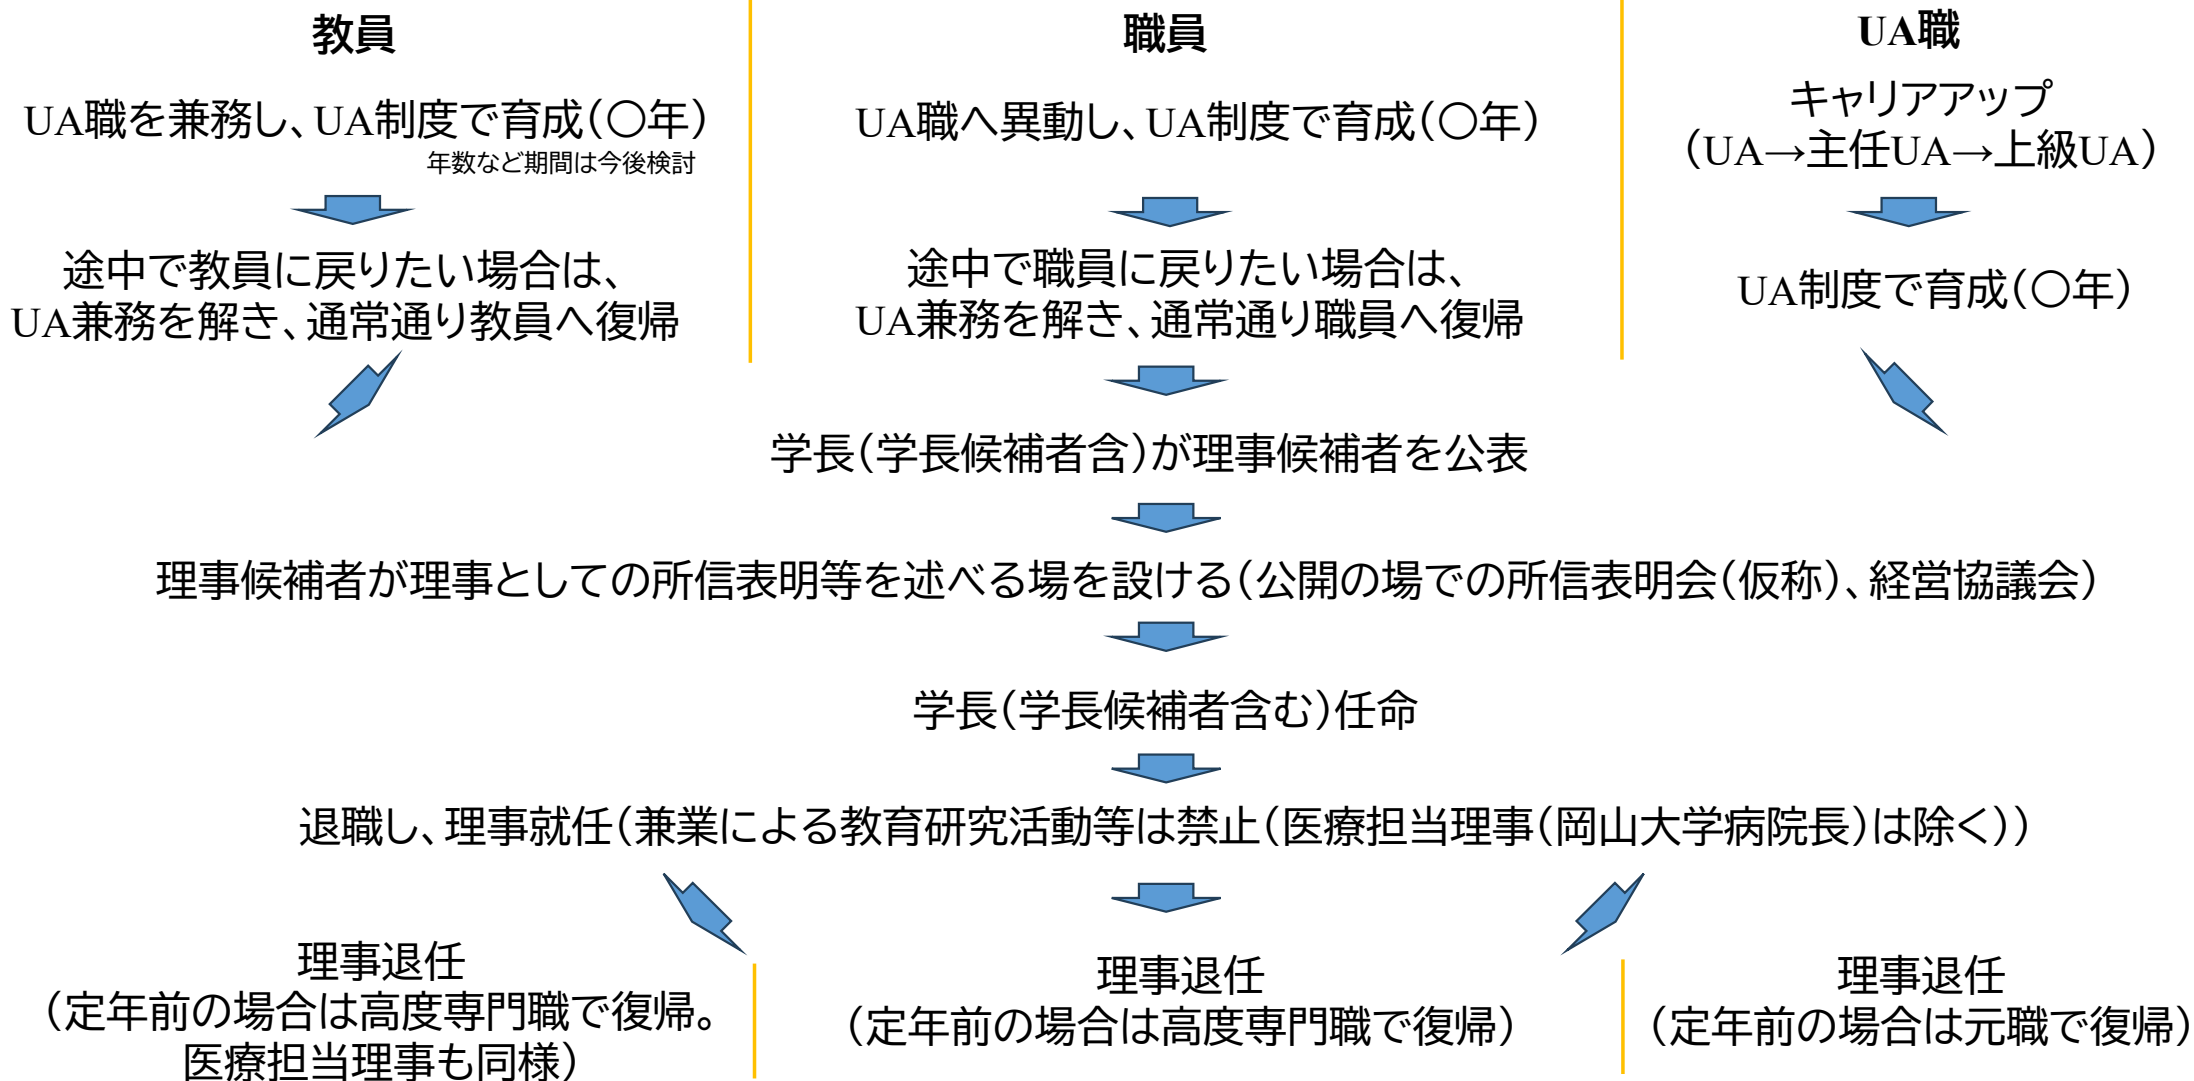 教員
UA職を兼務し、UA制度で育成(〇年)
年数など期間は今後検討
途中で教員に戻りたい場合は、
UA兼務を解き、通常通り教員へ復帰
職員
UA職へ異動し、UA制度で育成(〇年)
途中で職員に戻りたい場合は、
UA兼務を解き、通常通り職員へ復帰
UA職
キャリアアップ
(UA→主任UA→上級UA)
UA制度で育成(〇年)
学長(学長候補者含)が理事候補者を公表
理事候補者が理事としての所信表明等を述べる場を設ける(公開の場での所信表明会(仮称)、経営協議会)
学長(学長候補者含む)任命
退職し、理事就任(兼業による教育研究活動等は禁止(医療担当理事(岡山大学病院長)は除く))
理事退任
(定年前の場合は高度専門職で復帰。
医療担当理事も同様)
理事退任
(定年前の場合は高度専門職で復帰)
理事退任
(定年前の場合は元職で復帰)